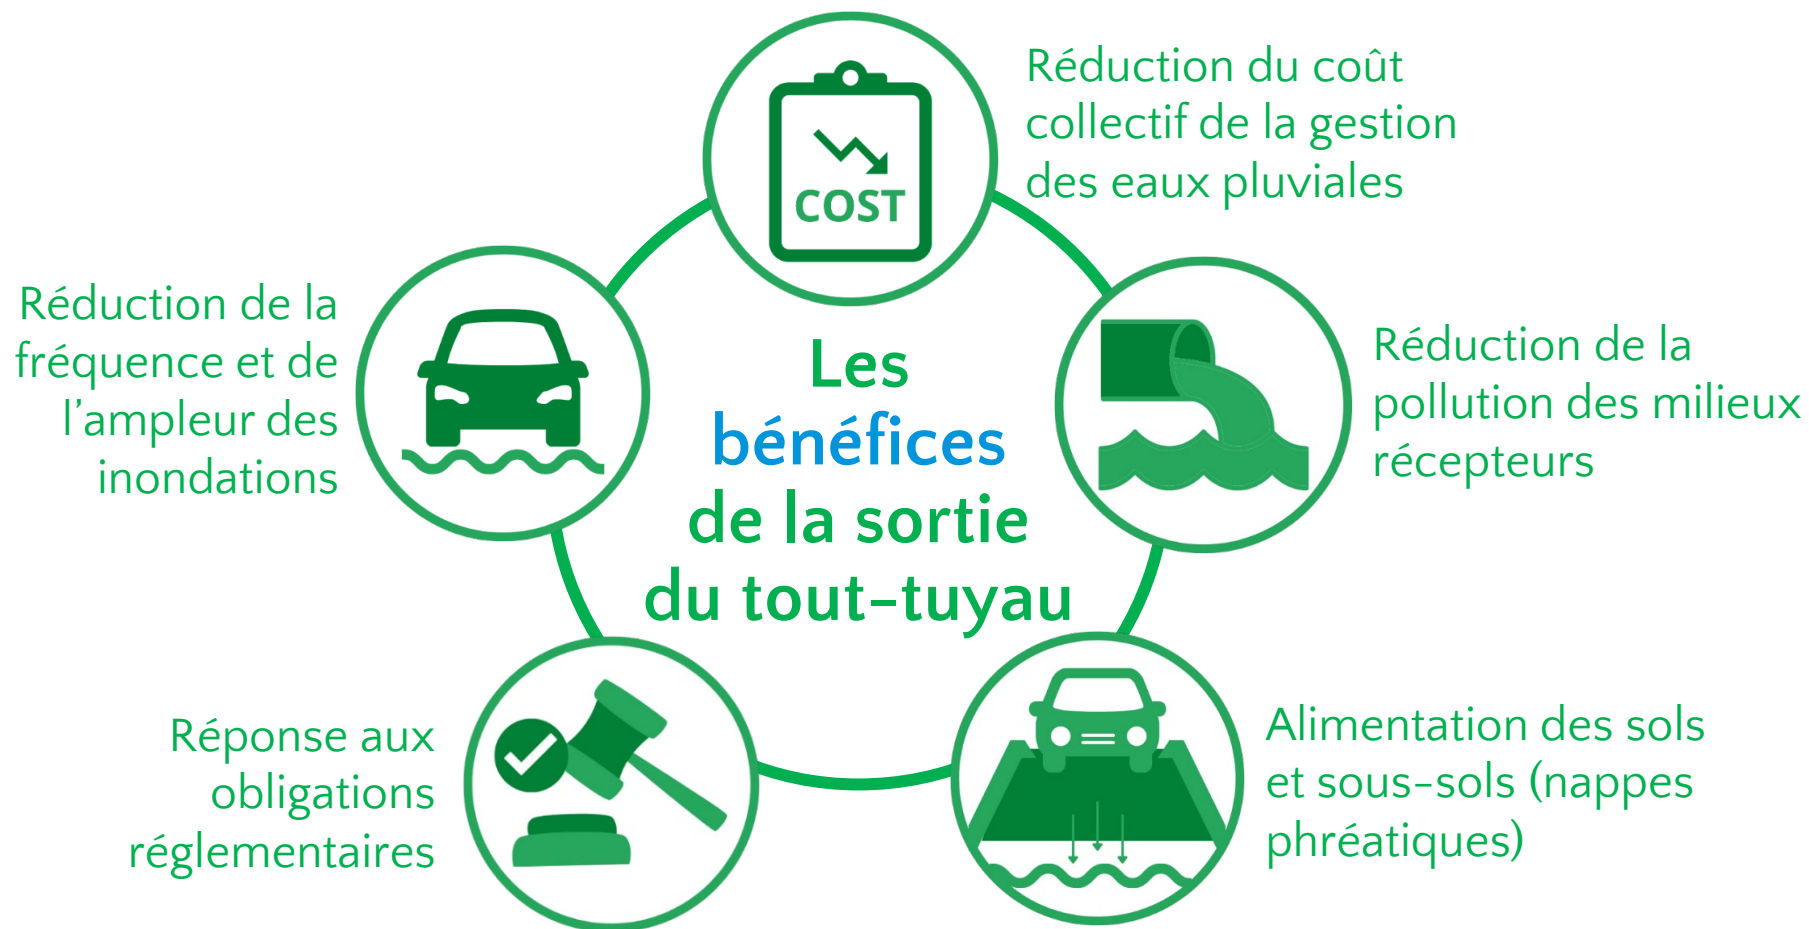 Les
bénéfices
de la sortie
du tout-tuyau
COST
Réduction du coût
collectif de la gestion
des eaux pluviales
Réduction de la
pollution des milieux
récepteurs
Alimentation des sols
et sous-sols (nappes
phréatiques)
Réponse aux
obligations
réglementaires
Réduction de la
fréquence et de
l’ampleur des
inondations